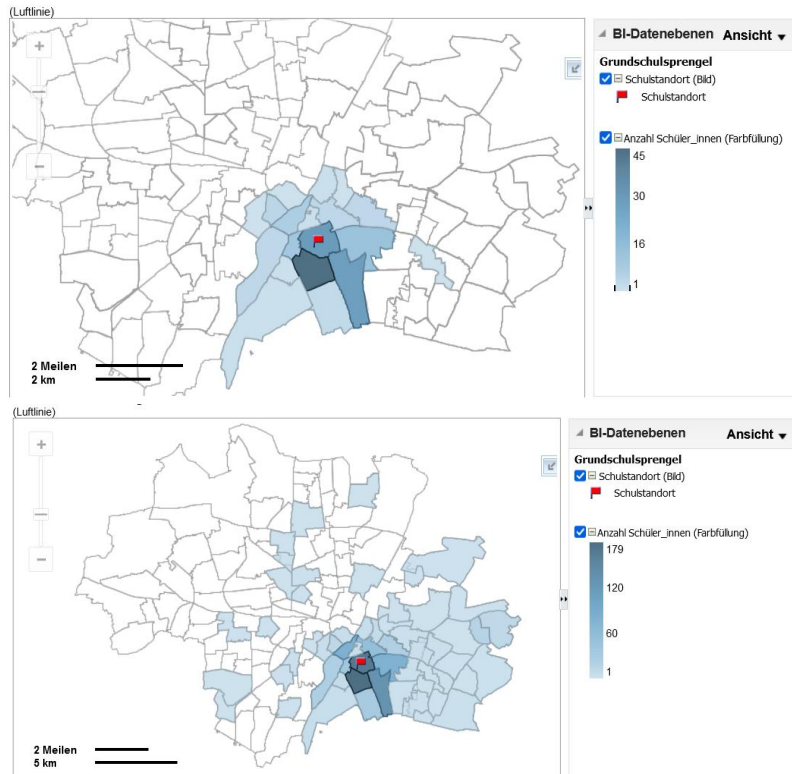 (Luftlinie)
BI-Datenebenen Ansicht
Grundschulsprengel
Schulstandort (Bild)
Schulstandort
Anzahl Schüler_innen (Farbfüllung)
45
30
16
1
2 Meilen
2 km
(Luftlinie)
BI-Datenebenen Ansicht
Grundschulsprengel
Schulstandort (Bild)
Schulstandort
Anzahl Schüler_innen (Farbfüllung)
179
120
60
1
2 Meilen
5 km